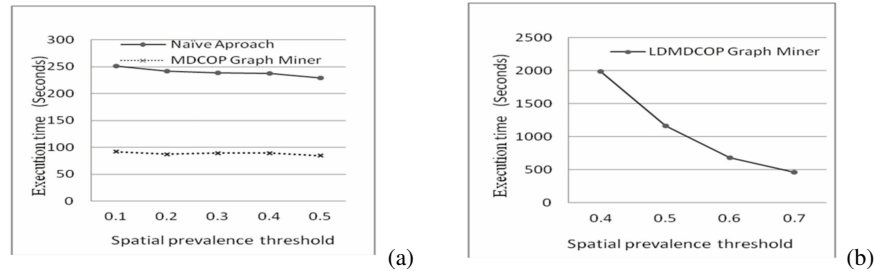 300
250
200
150
100
50
0
Execution time (Seconds)
Naïve Aproach
MDCOP Graph Miner
0.1 0.2 0.3 0.4 0.5
Spatial prevalence threshold
(a)
2500
2000
1500
1000
500
0
Execution time (Seconds)
LDMDCOP Graph Miner
0.4 0.5 0.6 0.7
Spatial prevalence threshold
(b)